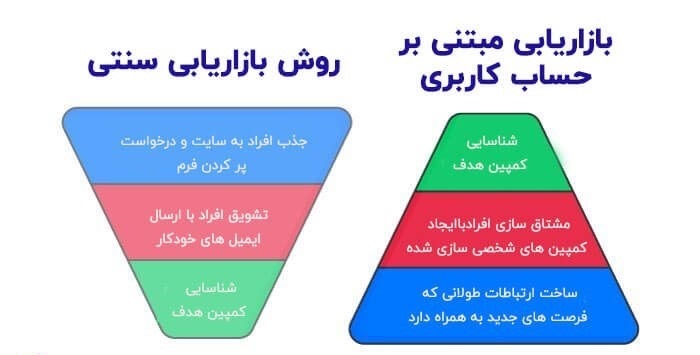 بازاریابی مبتنی بر
حساب کاربری
شناسایی
کمپین هدف
مشتاق سازی افرادباایجاد
کمپین های شخصی سازی شده
ساخت ارتباطات طولانی که
فرصت های جدید به همراه دارد
روش بازاریابی سنتی
جذب افراد به سایت و درخواست
پر کردن فرم
تشویق افراد با ارسال
ایمیل های خودکار
شناسایی
کمپین هدف